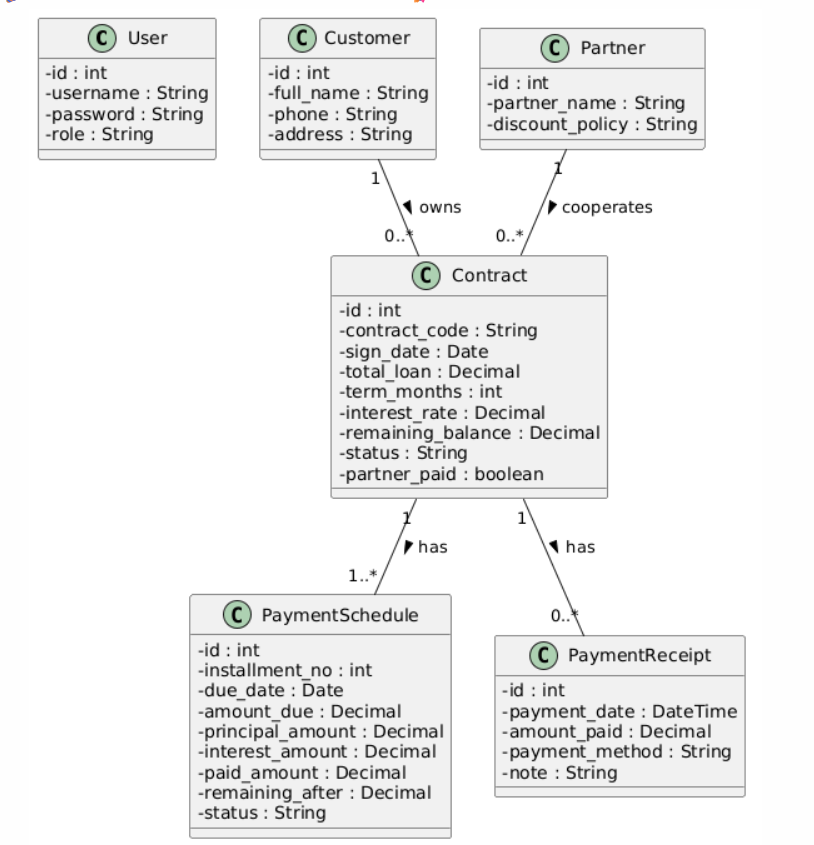 C User
-id : int
-username : String
-password : String
-role : String
C Customer
-id : int
-full_name : String
-phone : String
-address : String
C Partner
-id : int
-partner_name : String
-discount_policy : String
1
owns
0..*
1
cooperates
0..*
C Contract
-id : int
-contract_code : String
-sign_date : Date
-total_loan : Decimal
-term_months : int
-interest_rate : Decimal
-remaining_balance : Decimal
-status : String
-partner_paid : boolean
1
has
1..*
1
has
0..*
C PaymentSchedule
-id : int
-installment_no : int
-due_date : Date
-amount_due : Decimal
-principal_amount : Decimal
-interest_amount : Decimal
-paid_amount : Decimal
-remaining_after : Decimal
-status : String
C PaymentReceipt
-id : int
-payment_date : DateTime
-amount_paid : Decimal
-payment_method : String
-note : String